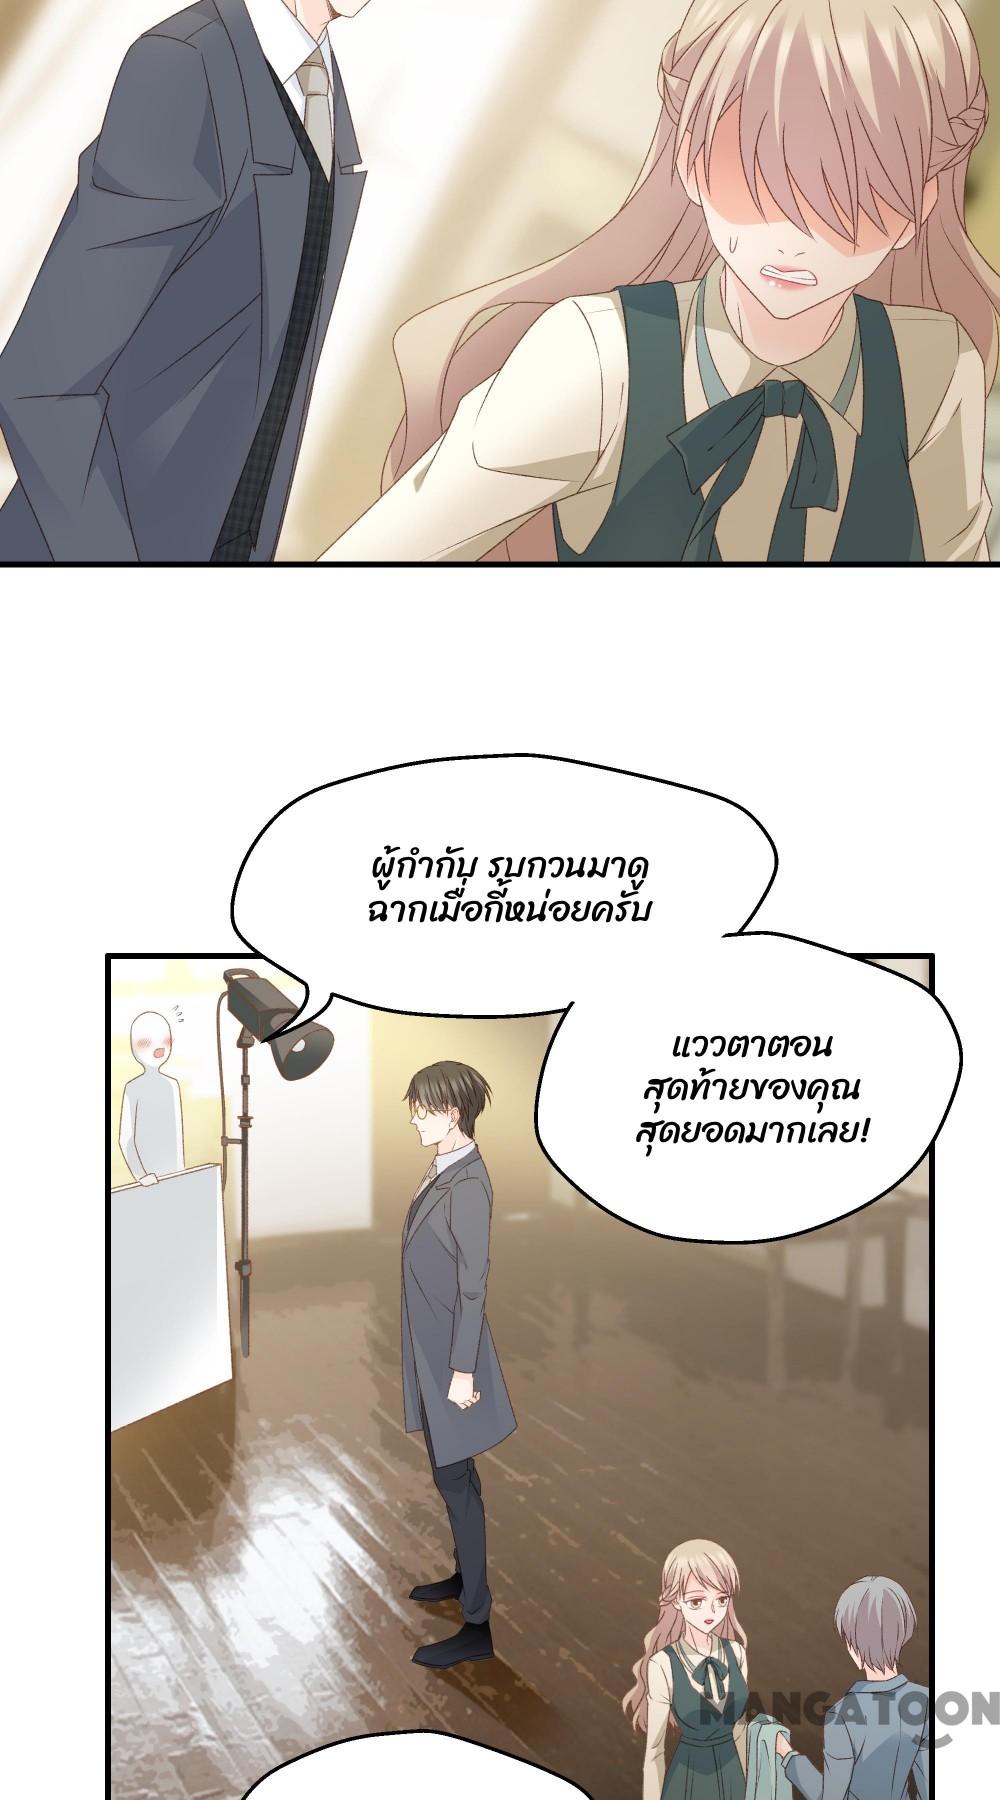 ผู้กำกับ รบกวนมาดู
ฉากเมื่อกี้หน่อยครับ
แววตาตอน
สุดท้ายของคุณ
สุดยอดมากเลย!
MANGATOON